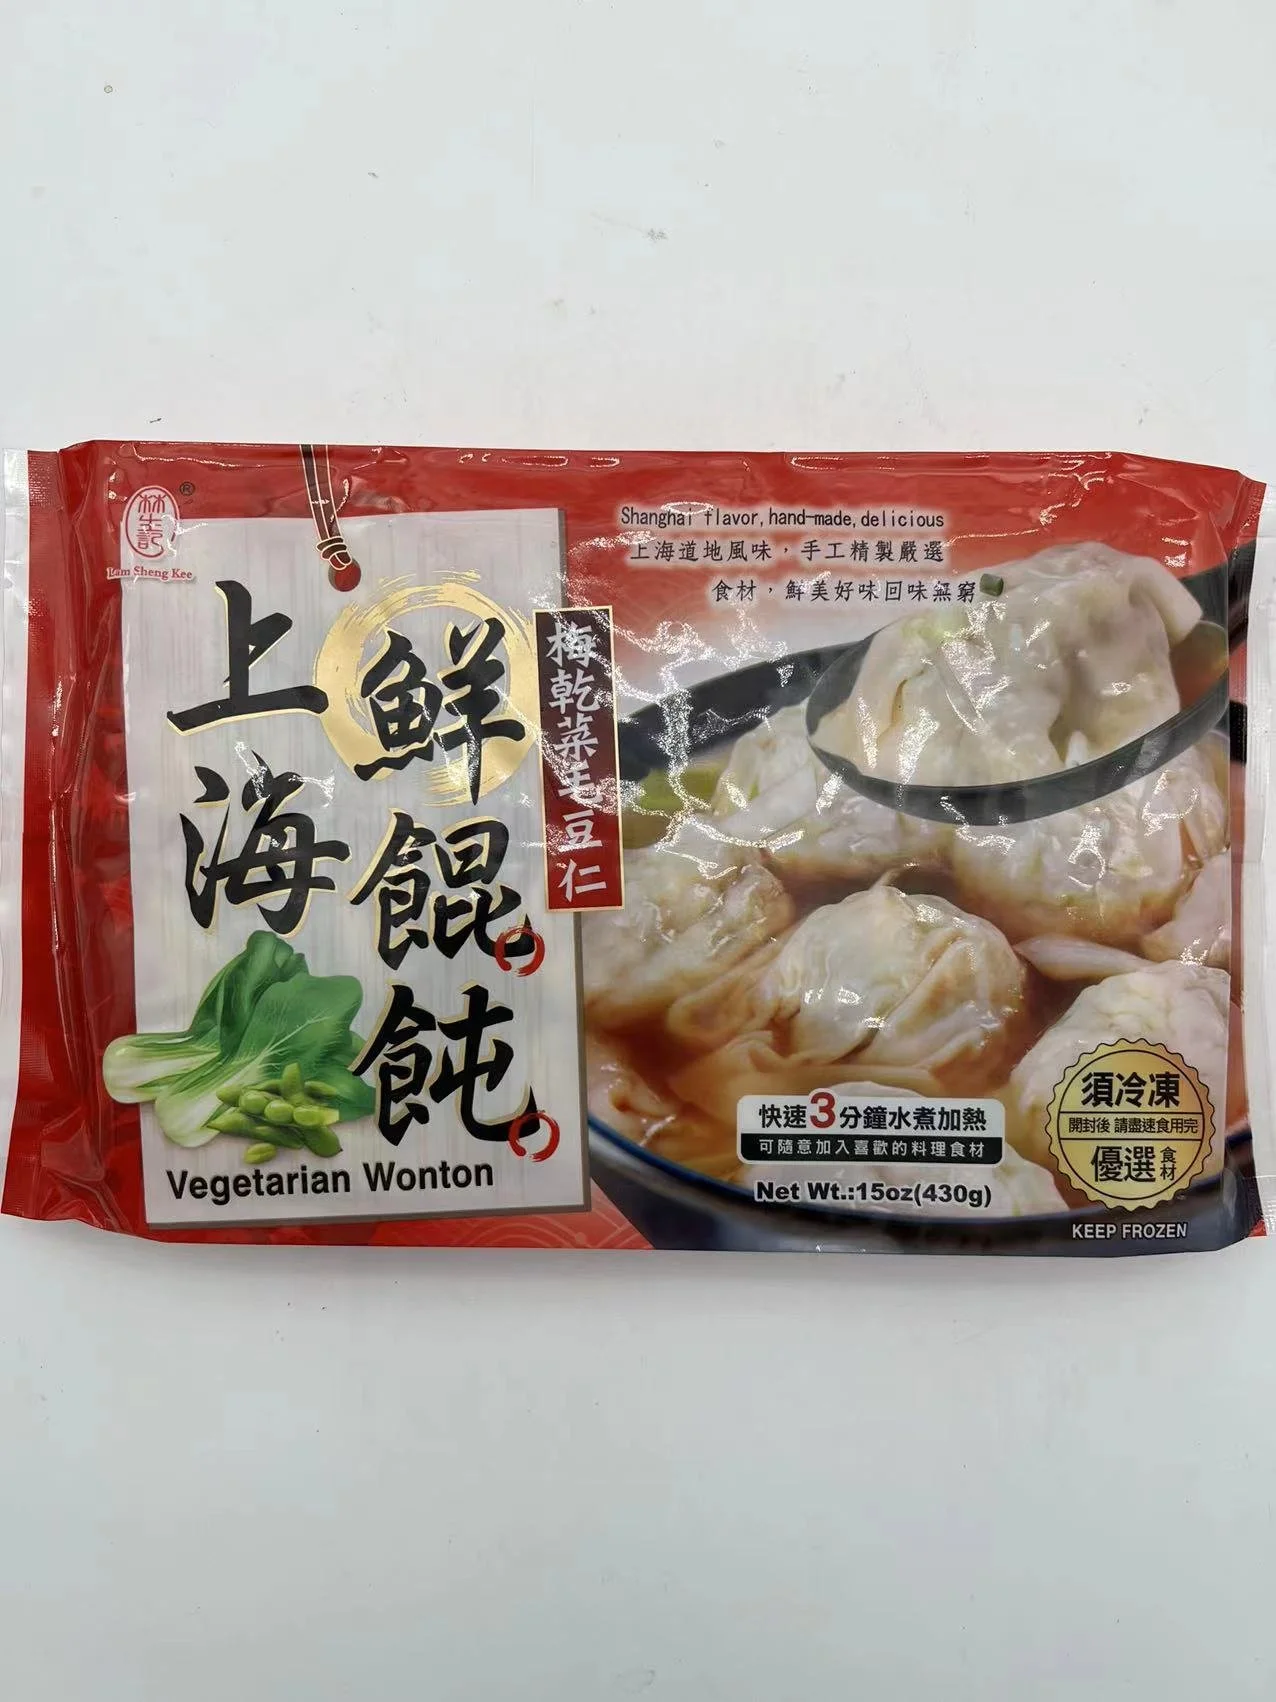 林生記
®
Lam Sheng Kee
上海
鮮餛飩
梅乾菜毛豆仁
Vegetarian Wonton
Shanghai flavor, hand-made, delicious
上海道地風味，手工精製嚴選
食材，鮮美好味回味無窮
快速3分鐘水煮加熱
可隨意加入喜歡的料理食材
Net Wt.:15oz(430g)
須冷凍
開封後 請盡速食用完
優選食材
KEEP FROZEN